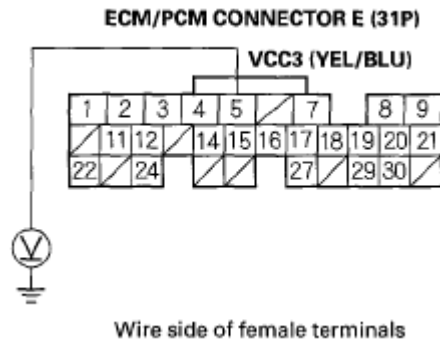 ECM/PCM CONNECTOR E (31P)
VCC3 (YEL/BLU)
1 2 3 4 5 7 8 9
11 12 14 15 16 17 18 19 20 21
22 24 27 29 30
V
Wire side of female terminals